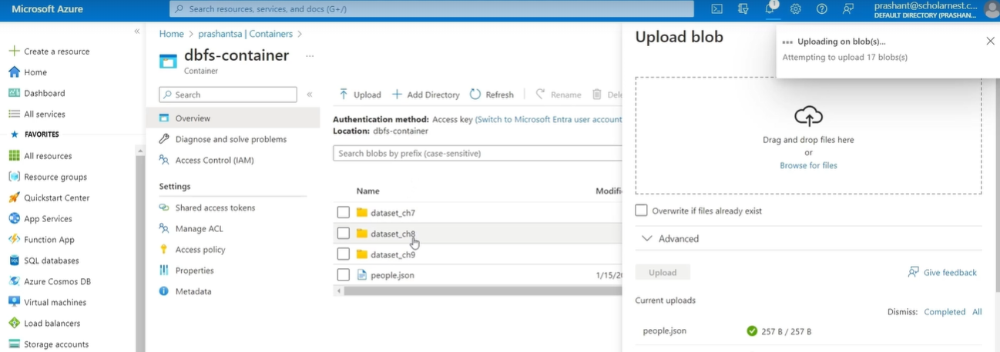 Microsoft Azure
Search resources, services, and docs (G+/)
1
prashant@scholarnest.c...
DEFAULT DIRECTORY (PRASHAN...
Create a resource
Home
Dashboard
All services
FAVORITES
All resources
Resource groups
Quickstart Center
App Services
Function App
SQL databases
Azure Cosmos DB
Virtual machines
Load balancers
Storage accounts
Home > prashantsa | Containers >
dbfs-container ...
Container
Search
Overview
Diagnose and solve problems
Access Control (IAM)
Settings
Shared access tokens
Manage ACL
Access policy
Properties
Metadata
Upload Add Directory Refresh Rename Dele
Authentication method: Access key (Switch to Microsoft Entra user account
Location: dbfs-container
Search blobs by prefix (case-sensitive)
Name Modifi
dataset_ch7
dataset_ch8
dataset_ch9
people.json 1/15/20
Upload blob
Uploading on blob(s)...
Attempting to upload 17 blobs(s)
Drag and drop files here
or
Browse for files
Overwrite if files already exist
Advanced
Upload
Give feedback
Current uploads
Dismiss: Completed All
people.json 257 B / 257 B